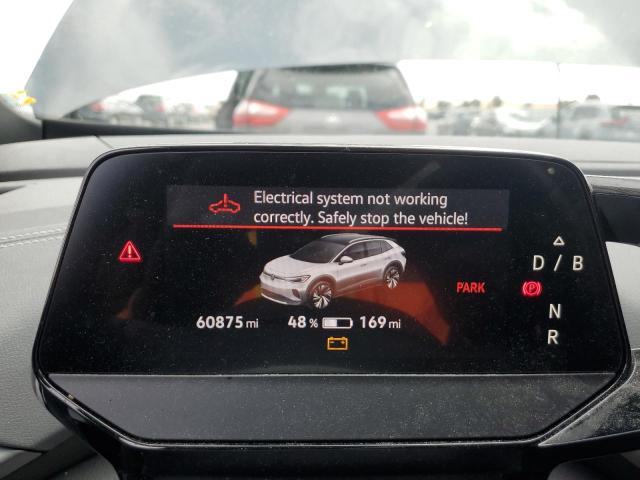 Electrical system not working
correctly. Safely stop the vehicle!
D / B
PARK
P
N
60875 mi 48 % 169 mi
R